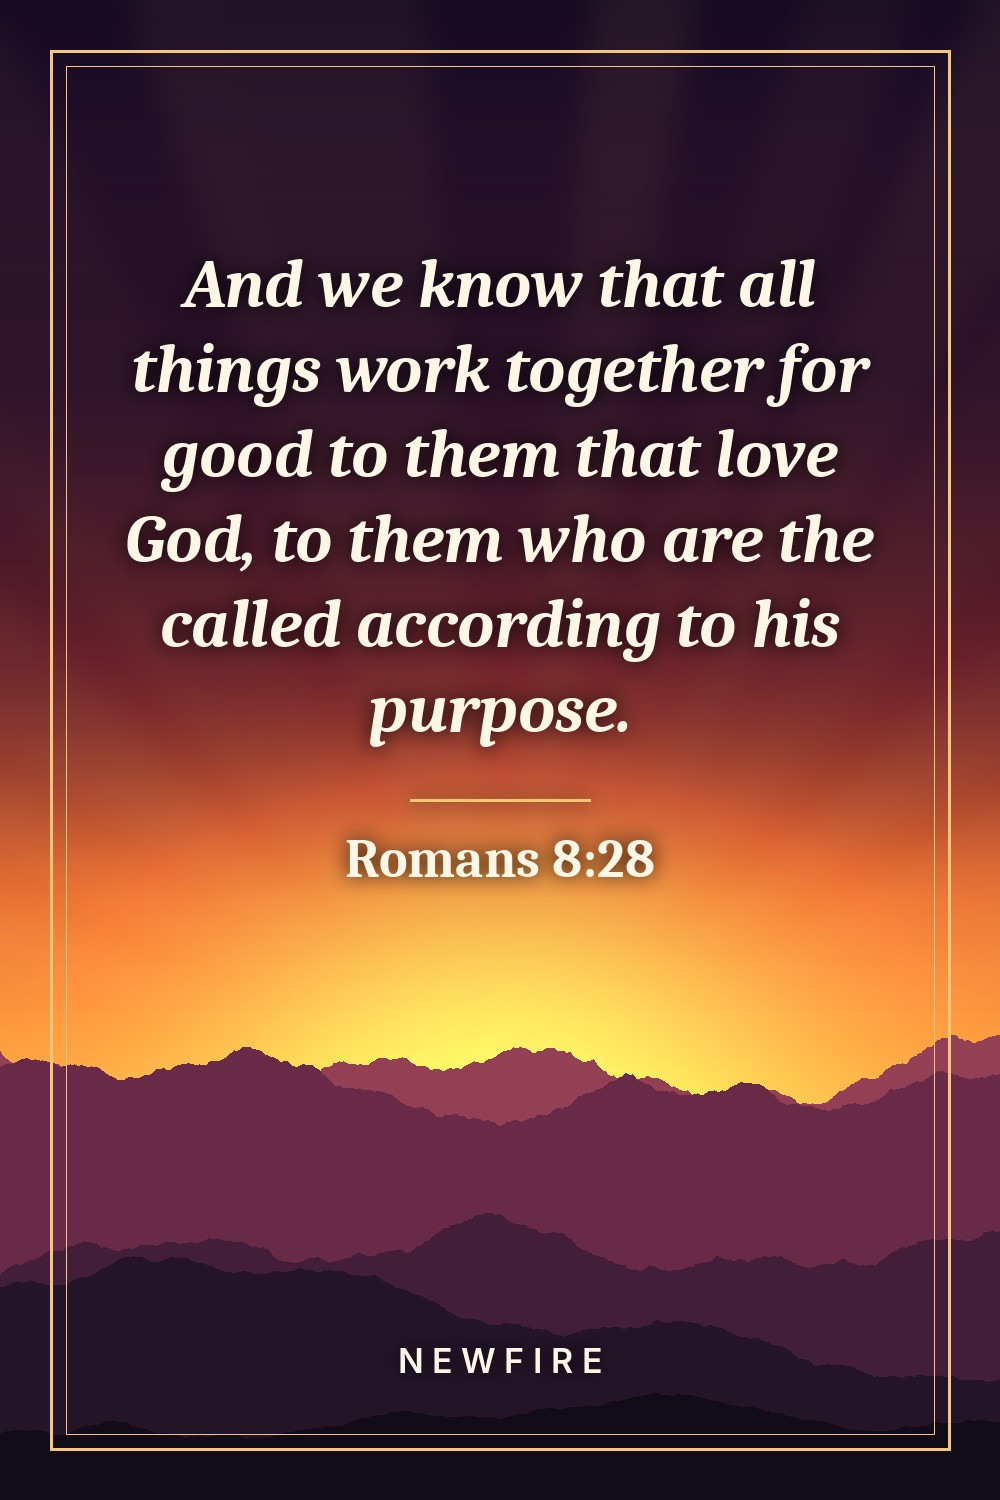 And we know that all
things work together for
good to them that love
God, to them who are the
called according to his
purpose.
Romans 8:28
NEWFIRE